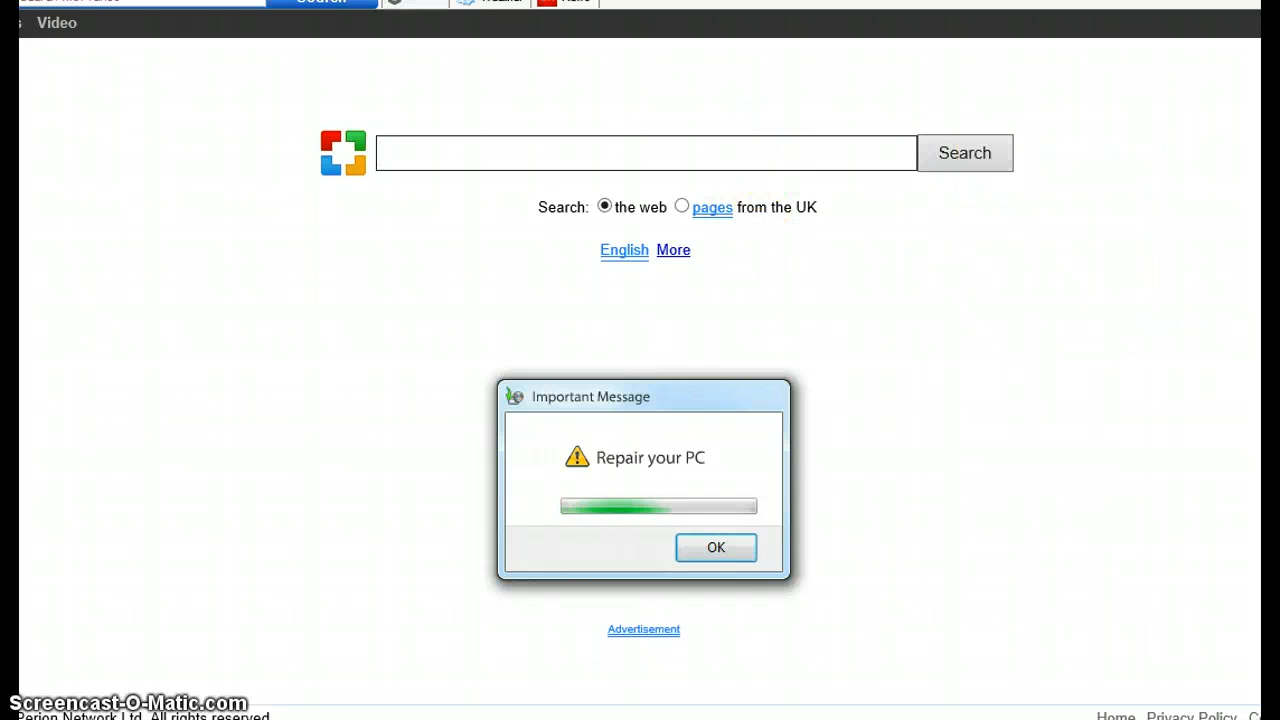 Search
Video
Search
Search: the web pages from the UK
English More
Important Message
Repair your PC
OK
Advertisement
Screencast-O-Matic.com
Perion Network Ltd. All rights reserved
Home Privacy Policy